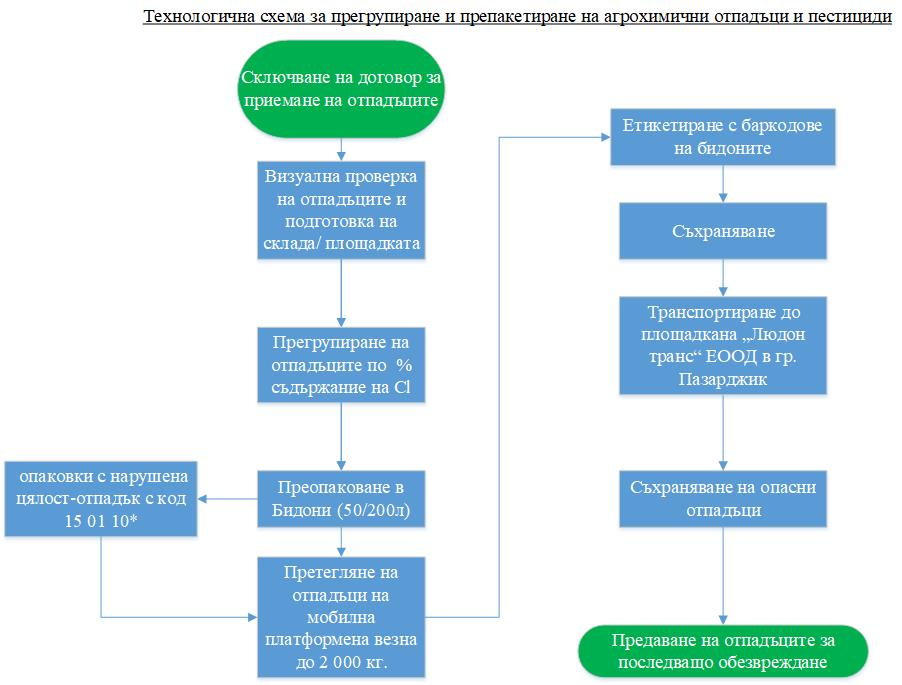 Технологична схема за прегрупиране и препакетиране на агрохимични отпадъци и пестициди
Сключване на договор за
приемане на отпадъците
Визуална проверка
на отпадъците и
подготовка на
склада/ площадката
Прегрупиране на
отпадъците по % 
съдържание на Cl
Преопаковане в
Бидони (50/200л)
опаковки с нарушена
цялост-отпадък с код
15 01 10*
Претегляне на
отпадъци на
мобилна
платформена везна
до 2 000 кг.
Етикетиране с баркодове
на бидоните
Съхраняване
Транспортиране до
площадкана „Людон
транс“ ЕООД в гр.
Пазарджик
Съхраняване на опасни
отпадъци
Предаване на отпадъците за
последващо обезвреждане